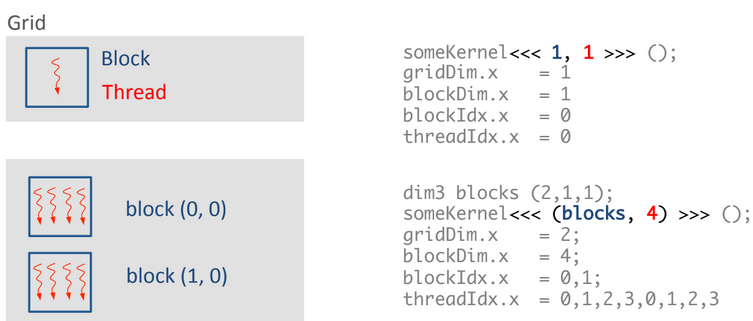 Grid
Block
Thread
someKernel<<< 1, 1 >>> ();
gridDim.x = 1
blockDim.x = 1
blockIdx.x = 0
threadIdx.x = 0
block (0, 0)
block (1, 0)
dim3 blocks (2,1,1);
someKernel<<< (blocks, 4) >>> ();
gridDim.x = 2;
blockDim.x = 4;
blockIdx.x = 0,1;
threadIdx.x = 0,1,2,3,0,1,2,3